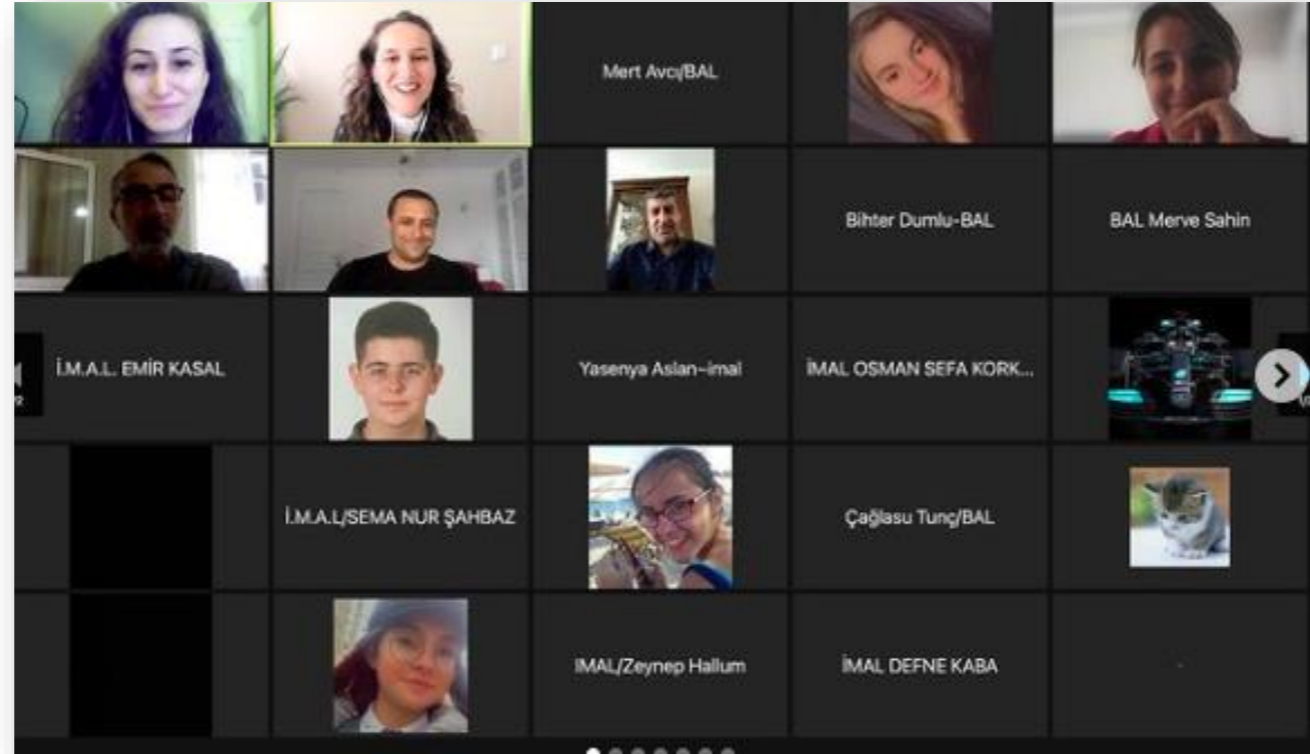 Mert Avcı/BAL
Bihter Dumlu-BAL
BAL Merve Sahin
İ.M.A.L. EMİR KASAL
Yasenya Aslan-imal
İMAL OSMAN SEFA KORK...
İ.M.A.L/SEMA NUR ŞAHBAZ
Çağlasu Tunç/BAL
IMAL/Zeynep Hallum
İMAL DEFNE KABA